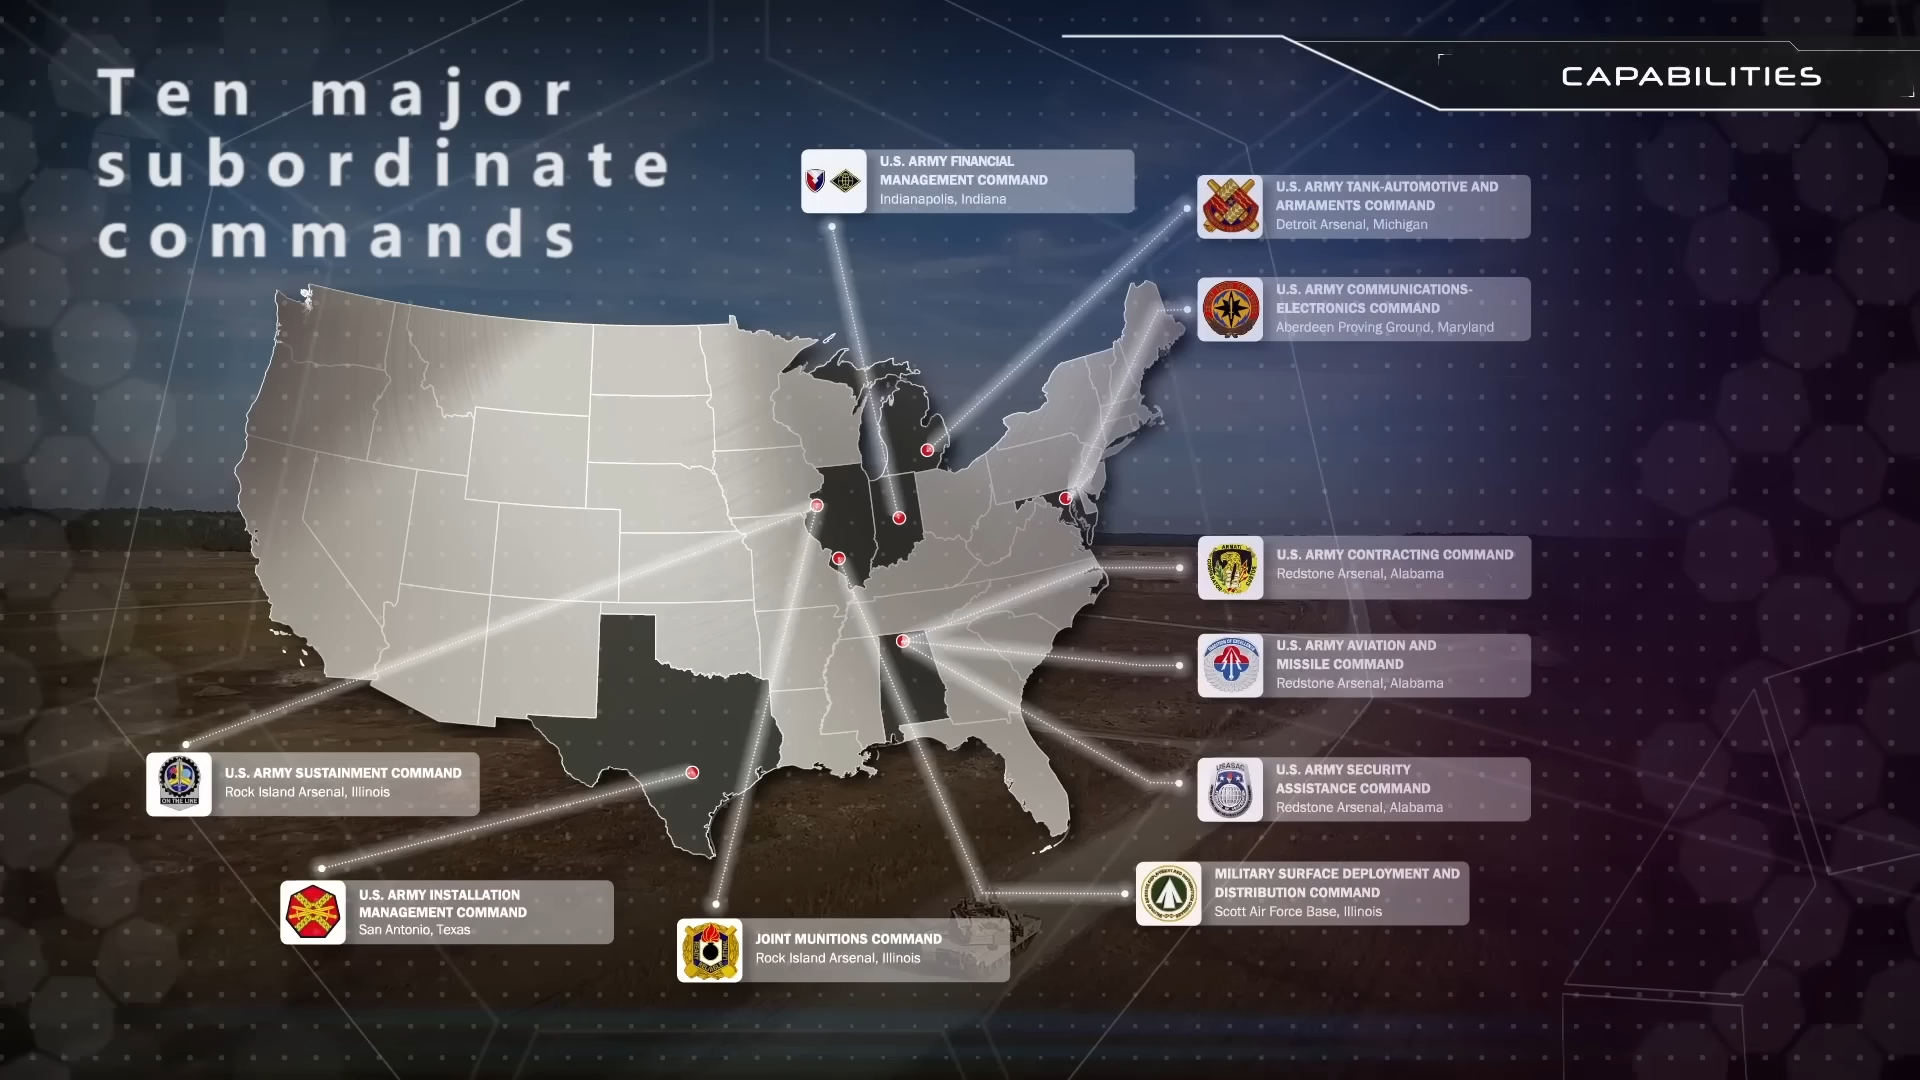 Ten major
subordinate
commands
CAPABILITIES
U.S. ARMY FINANCIAL
MANAGEMENT COMMAND
Indianapolis, Indiana
U.S. ARMY TANK-AUTOMOTIVE AND
ARMAMENTS COMMAND
Detroit Arsenal, Michigan
U.S. ARMY COMMUNICATIONS-
ELECTRONICS COMMAND
Aberdeen Proving Ground, Maryland
U.S. ARMY CONTRACTING COMMAND
Redstone Arsenal, Alabama
U.S. ARMY AVIATION AND
MISSILE COMMAND
Redstone Arsenal, Alabama
USASAC
U.S. ARMY SECURITY
ASSISTANCE COMMAND
Redstone Arsenal, Alabama
MILITARY SURFACE DEPLOYMENT AND
DISTRIBUTION COMMAND
Scott Air Force Base, Illinois
ON THE LINE
U.S. ARMY SUSTAINMENT COMMAND
Rock Island Arsenal, Illinois
U.S. ARMY INSTALLATION
MANAGEMENT COMMAND
San Antonio, Texas
JOINT MUNITIONS COMMAND
Rock Island Arsenal, Illinois